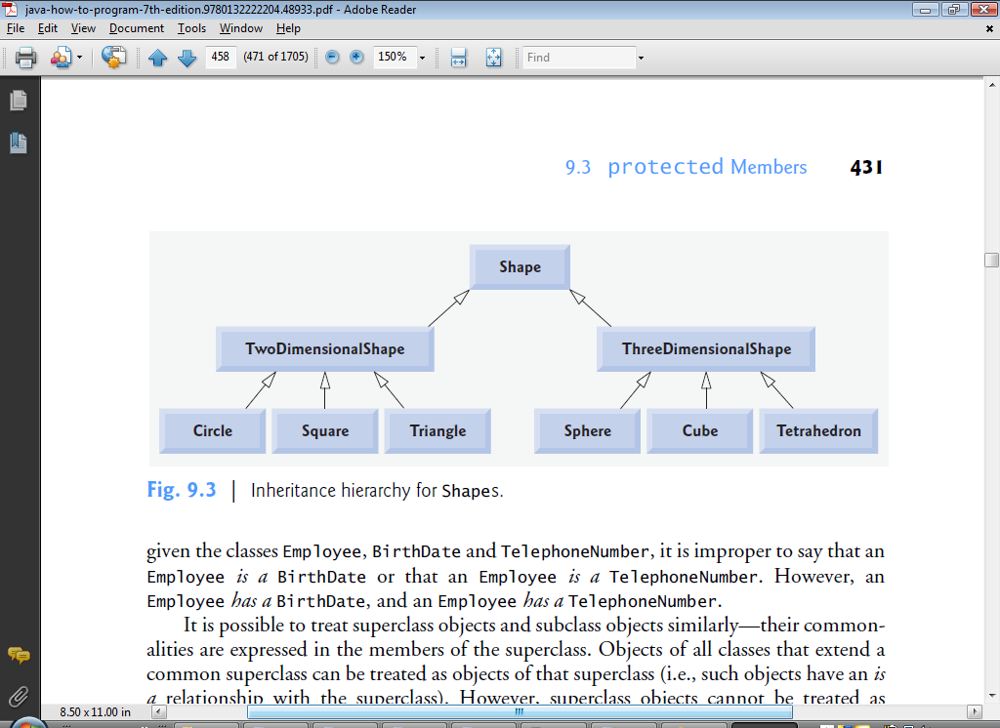 java-how-to-program-7th-edition.9780132222204.48933.pdf - Adobe Reader
File Edit View Document Tools Window Help
458 (471 of 1705) 150% Find
9.3 protected Members 431
Shape
TwoDimensionalShape ThreeDimensionalShape
Circle Square Triangle Sphere Cube Tetrahedron
Fig. 9.3 | Inheritance hierarchy for Shapes.
given the classes Employee, BirthDate and TelephoneNumber, it is improper to say that an
Employee is a BirthDate or that an Employee is a TelephoneNumber. However, an
Employee has a BirthDate, and an Employee has a TelephoneNumber.
It is possible to treat superclass objects and subclass objects similarly—their common-
alities are expressed in the members of the superclass. Objects of all classes that extend a
common superclass can be treated as objects of that superclass (i.e., such objects have an is
a relationship with the superclass). However, superclass objects cannot be treated as
8.50 x 11.00 in